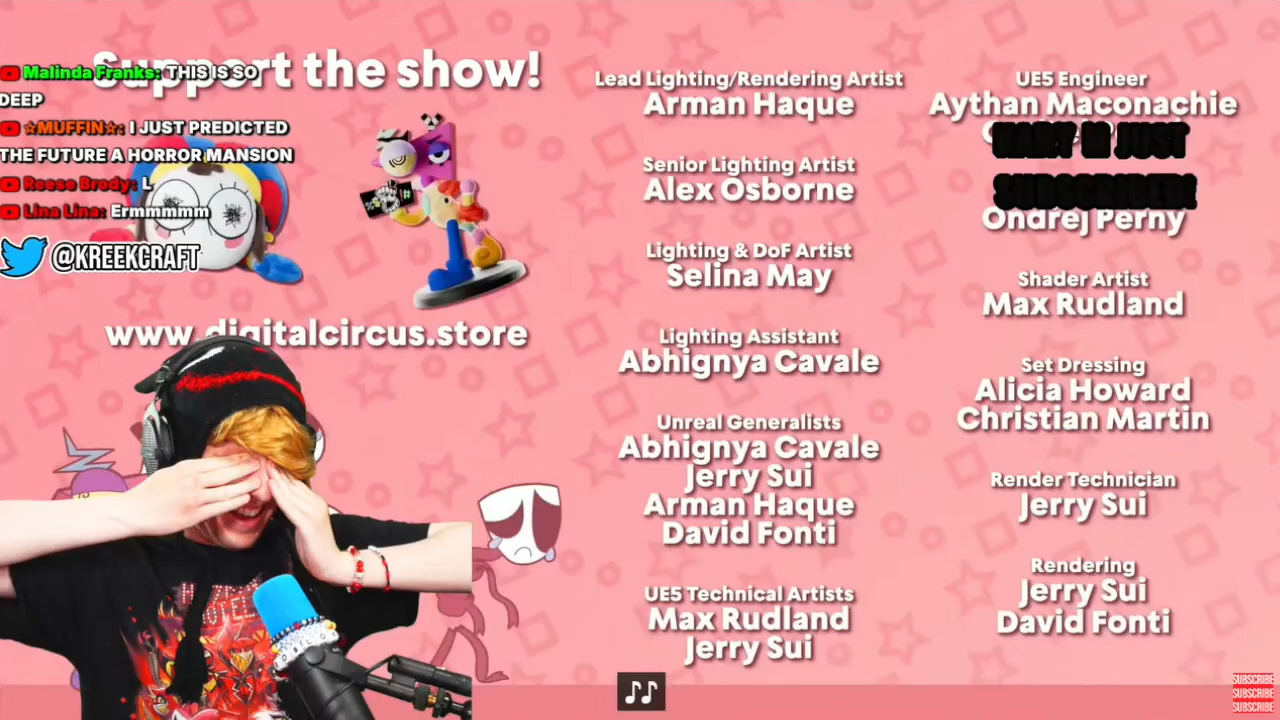 Support the show!
Malinda Franks: THIS IS SO
DEEP
☆MUFFIN☆: I JUST PREDICTED
THE FUTURE A HORROR MANSION
Reese Brody: L
Lina Lina: Ermmmmm
@KREEKCRAFT
www.digitalcircus.store
Lead Lighting/Rendering Artist
Arman Haque
Senior Lighting Artist
Alex Osborne
Lighting & DoF Artist
Selina May
Lighting Assistant
Abhignya Cavale
Unreal Generalists
Abhignya Cavale
Jerry Sui
Arman Haque
David Fonti
UE5 Technical Artists
Max Rudland
Jerry Sui
UE5 Engineer
Aythan Maconachie
JUST
SUBSCRIBED!
Ondrej Perny
Shader Artist
Max Rudland
Set Dressing
Alicia Howard
Christian Martin
Render Technician
Jerry Sui
Rendering
Jerry Sui
David Fonti
SUBSCRIBE
SUBSCRIBE
SUBSCRIBE